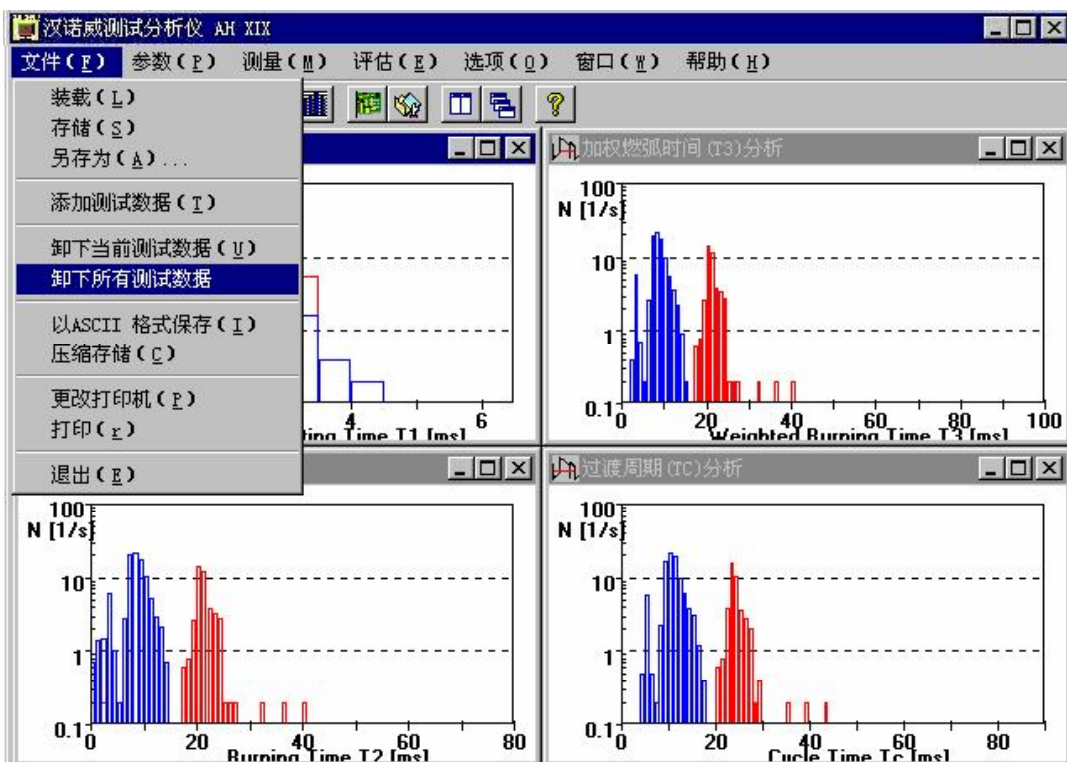 汉诺威测试分析仪 AH XIX
文件(F) 参数(P) 测量(M) 评估(E) 选项(O) 窗口(W) 帮助(H)
装载(L)
存储(S)
另存为(A)...
添加测试数据(T)
卸下当前测试数据(U)
卸下所有测试数据
以ASCII 格式保存(I)
压缩存储(C)
更改打印机(P)
打印(r)
退出(E)
4 6
Time T1 [ms]
加权燃弧时间(T3)分析
N [1/s]
100
10
1
0.1
0 20 40 60 80 100
Weighted Burning Time T3 [ms]
N [1/s]
100
10
1
0.1
0 20 40 60 80
Burning Time T2 [ms]
过渡周期(TC)分析
N [1/s]
100
10
1
0.1
0 20 40 60 80
Cycle Time Tc [ms]